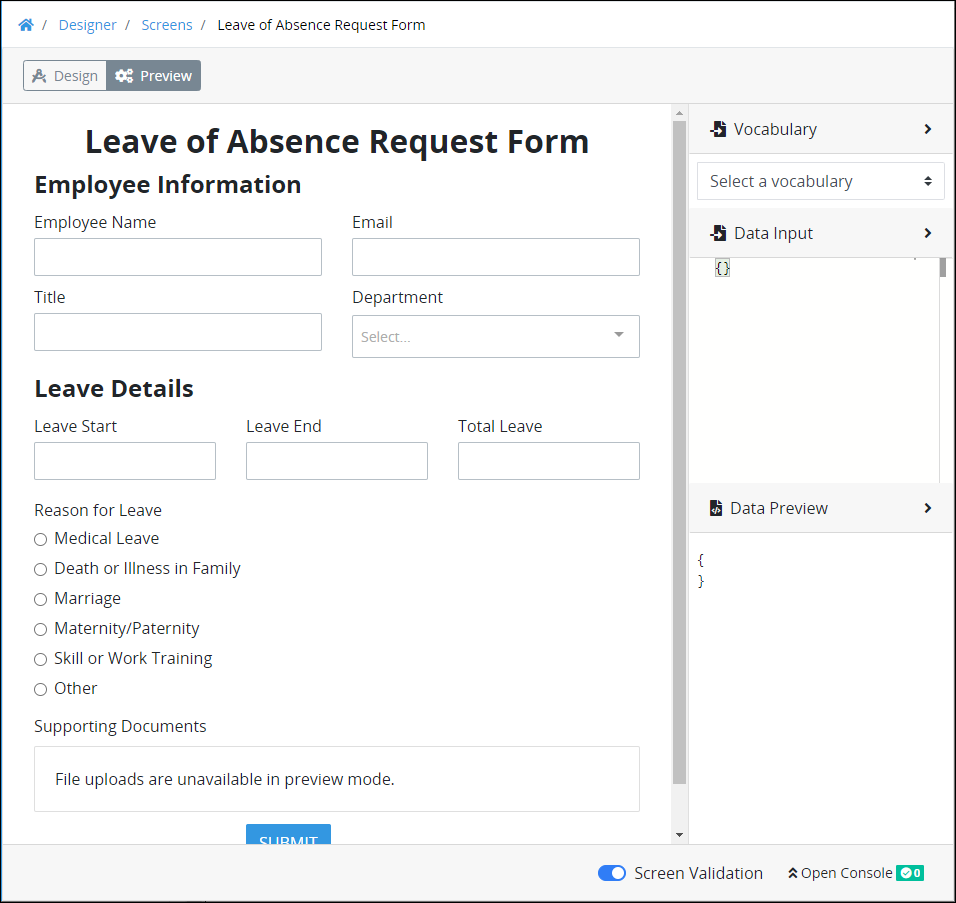 / Designer / Screens / Leave of Absence Request Form
Design Preview
Leave of Absence Request Form
Employee Information
Employee Name Email
Title Department
Select...
Leave Details
Leave Start Leave End Total Leave
Reason for Leave
Medical Leave
Death or Illness in Family
Marriage
Maternity/Paternity
Skill or Work Training
Other
Supporting Documents
File uploads are unavailable in preview mode.
SUBMIT
Vocabulary
Select a vocabulary
Data Input
{}
Data Preview
{
}
Screen Validation Open Console 0